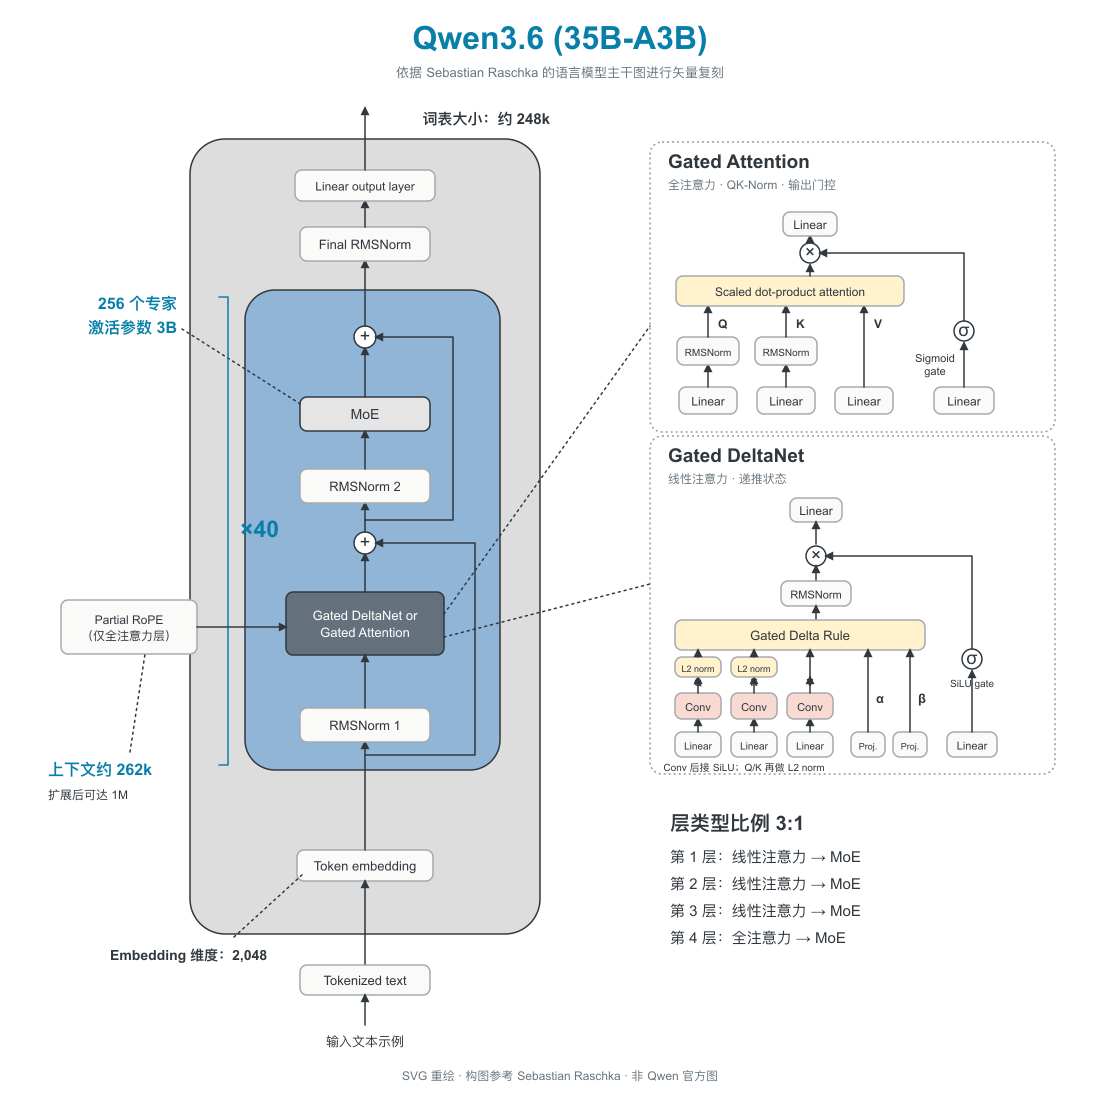 Qwen3.6 (35B-A3B)
依据 Sebastian Raschka 的语言模型主干图进行矢量复刻
词表大小：约 248k
Linear output layer
Final RMSNorm
256 个专家
激活参数 3B
+
MoE
RMSNorm 2
×40
+
Gated DeltaNet or
Gated Attention
Partial RoPE
（仅全注意力层）
RMSNorm 1
上下文约 262k
扩展后可达 1M
Token embedding
Embedding 维度：2,048
Tokenized text
输入文本示例
Gated Attention
全注意力 · QK-Norm · 输出门控
Linear
×
Scaled dot-product attention
Q K V
σ
RMSNorm RMSNorm
Sigmoid
gate
Linear Linear Linear Linear
Gated DeltaNet
线性注意力 · 递推状态
Linear
×
RMSNorm
Gated Delta Rule
σ
L2 norm L2 norm
SiLU gate
Conv Conv Conv α β
Linear Linear Linear Proj. Proj. Linear
Conv 后接 SiLU；Q/K 再做 L2 norm
层类型比例 3:1
第 1 层：线性注意力 → MoE
第 2 层：线性注意力 → MoE
第 3 层：线性注意力 → MoE
第 4 层：全注意力 → MoE
SVG 重绘 · 构图参考 Sebastian Raschka · 非 Qwen 官方图